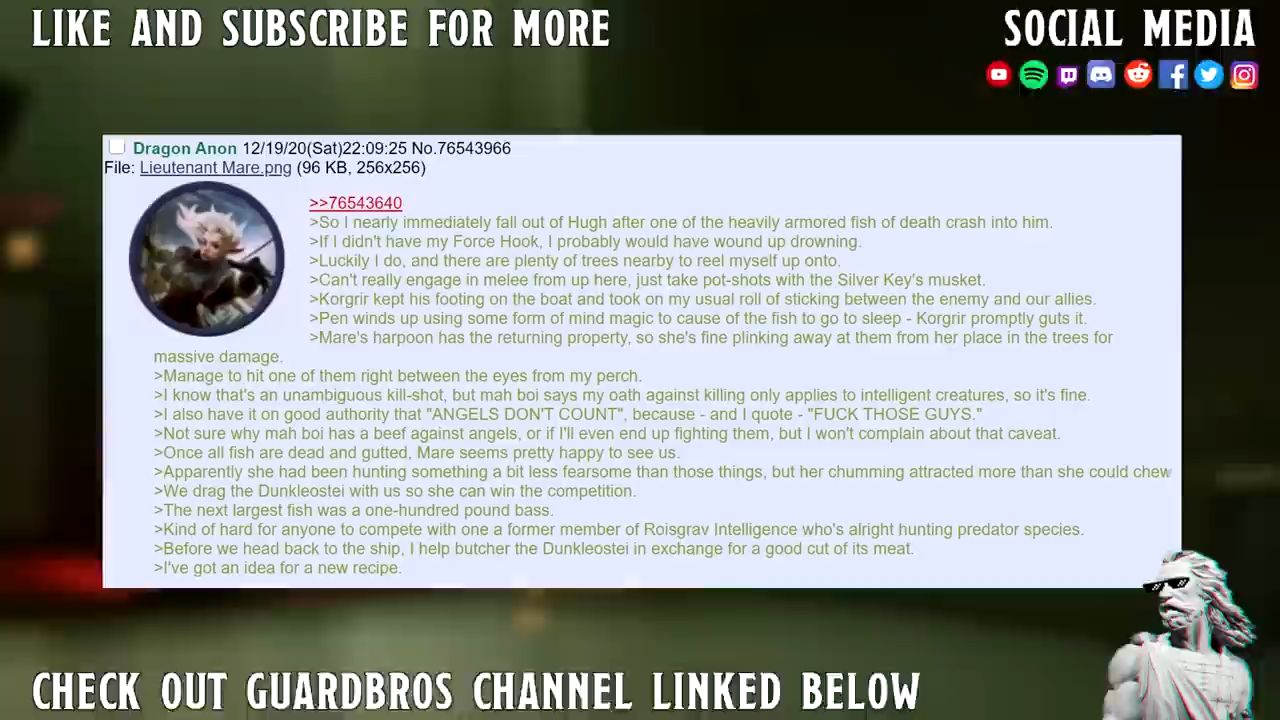 LIKE AND SUBSCRIBE FOR MORE
SOCIAL MEDIA
Dragon Anon 12/19/20(Sat)22:09:25 No.76543966
File: Lieutenant Mare.png (96 KB, 256x256)
>>76543640
>So I nearly immediately fall out of Hugh after one of the heavily armored fish of death crash into him.
>If I didn't have my Force Hook, I probably would have wound up drowning.
>Luckily I do, and there are plenty of trees nearby to reel myself up onto.
>Can't really engage in melee from up here, just take pot-shots with the Silver Key's musket.
>Korgrir kept his footing on the boat and took on my usual roll of sticking between the enemy and our allies.
>Pen winds up using some form of mind magic to cause of the fish to go to sleep - Korgrir promptly guts it.
>Mare's harpoon has the returning property, so she's fine plinking away at them from her place in the trees for
massive damage.
>Manage to hit one of them right between the eyes from my perch.
>I know that's an unambiguous kill-shot, but mah boi says my oath against killing only applies to intelligent creatures, so it's fine.
>I also have it on good authority that "ANGELS DON'T COUNT", because - and I quote - "FUCK THOSE GUYS."
>Not sure why mah boi has a beef against angels, or if I'll even end up fighting them, but I won't complain about that caveat.
>Once all fish are dead and gutted, Mare seems pretty happy to see us.
>Apparently she had been hunting something a bit less fearsome than those things, but her chumming attracted more than she could chew
>We drag the Dunkleostei with us so she can win the competition.
>The next largest fish was a one-hundred pound bass.
>Kind of hard for anyone to compete with one a former member of Roisgrav Intelligence who's alright hunting predator species.
>Before we head back to the ship, I help butcher the Dunkleostei in exchange for a good cut of its meat.
>I've got an idea for a new recipe.
CHECK OUT GUARDBROS CHANNEL LINKED BELOW